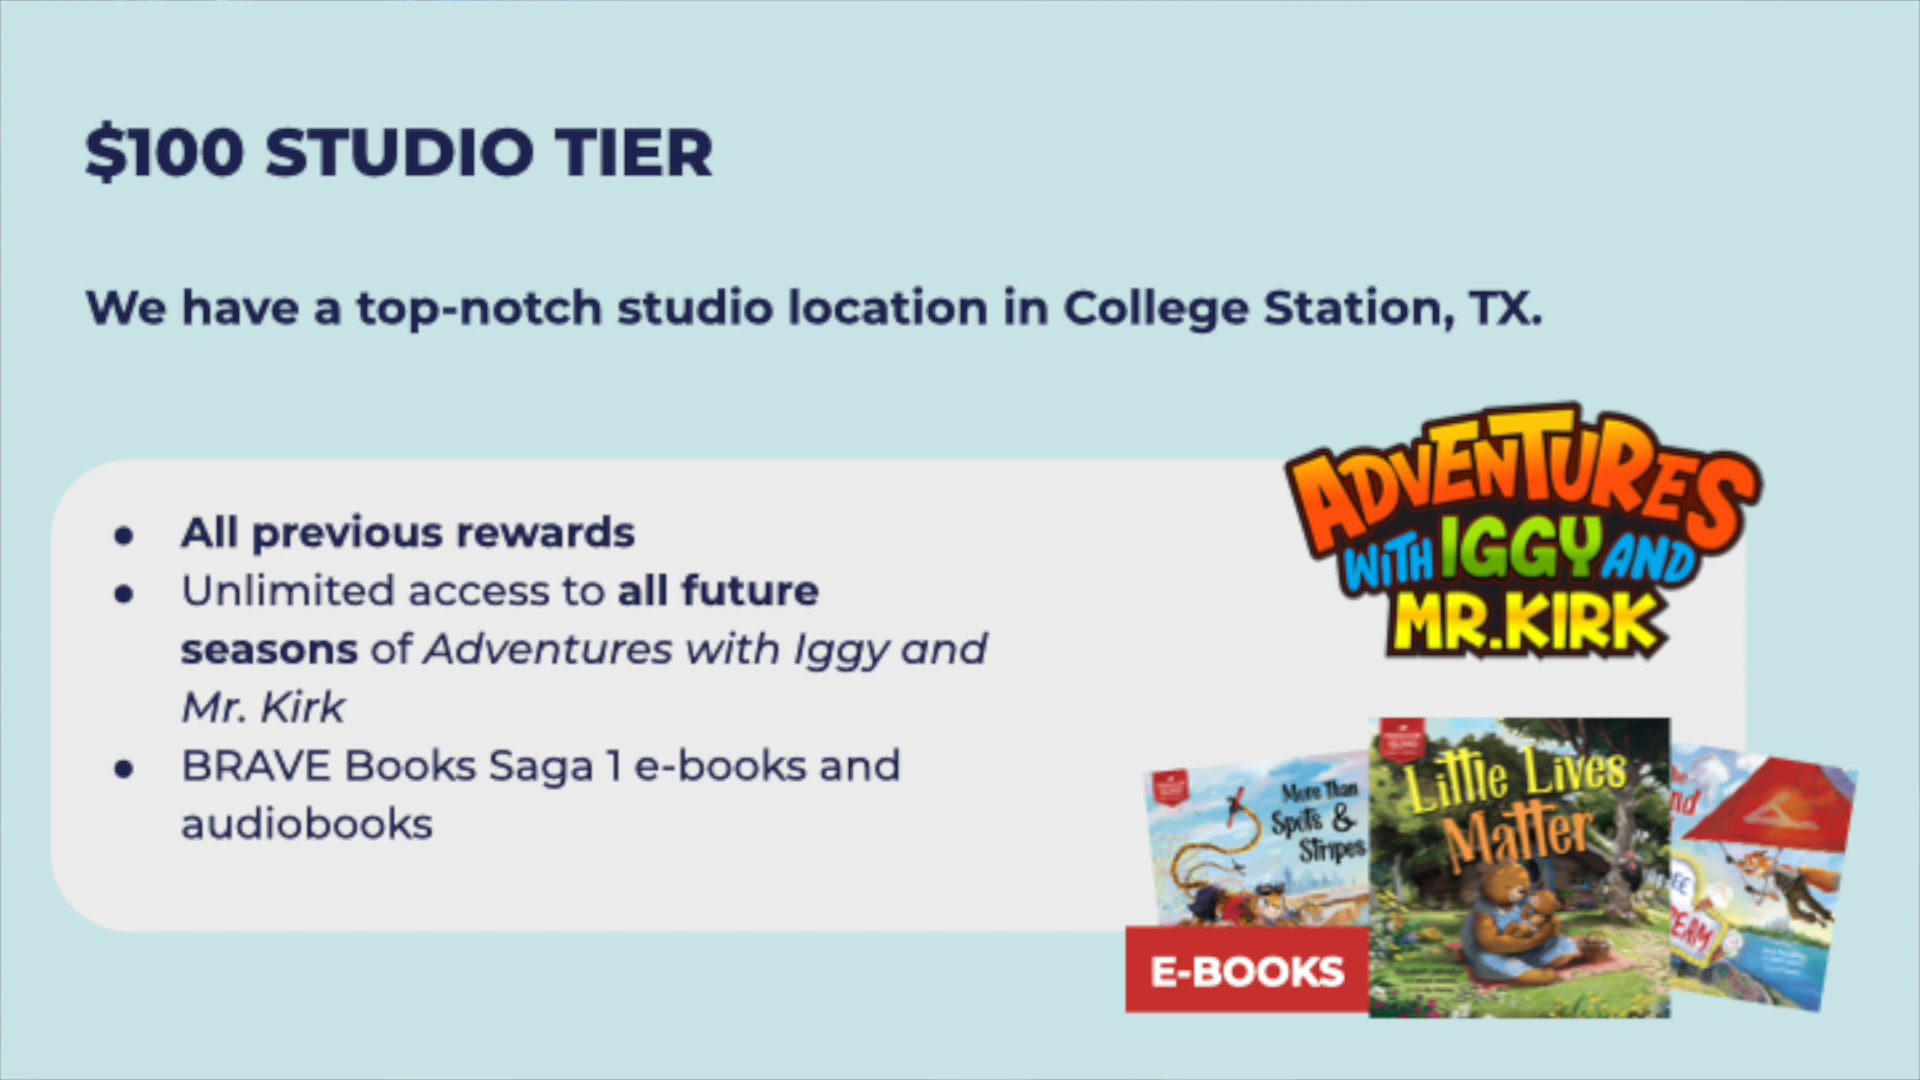 $100 STUDIO TIER
We have a top-notch studio location in College Station, TX.
● All previous rewards
● Unlimited access to all future
seasons of Adventures with Iggy and
Mr. Kirk
● BRAVE Books Saga 1 e-books and
audiobooks
ADVENTURES
WITH IGGY AND
MR. KIRK
More Than
Spots &
Stripes
E-BOOKS
Little Lives
Matter